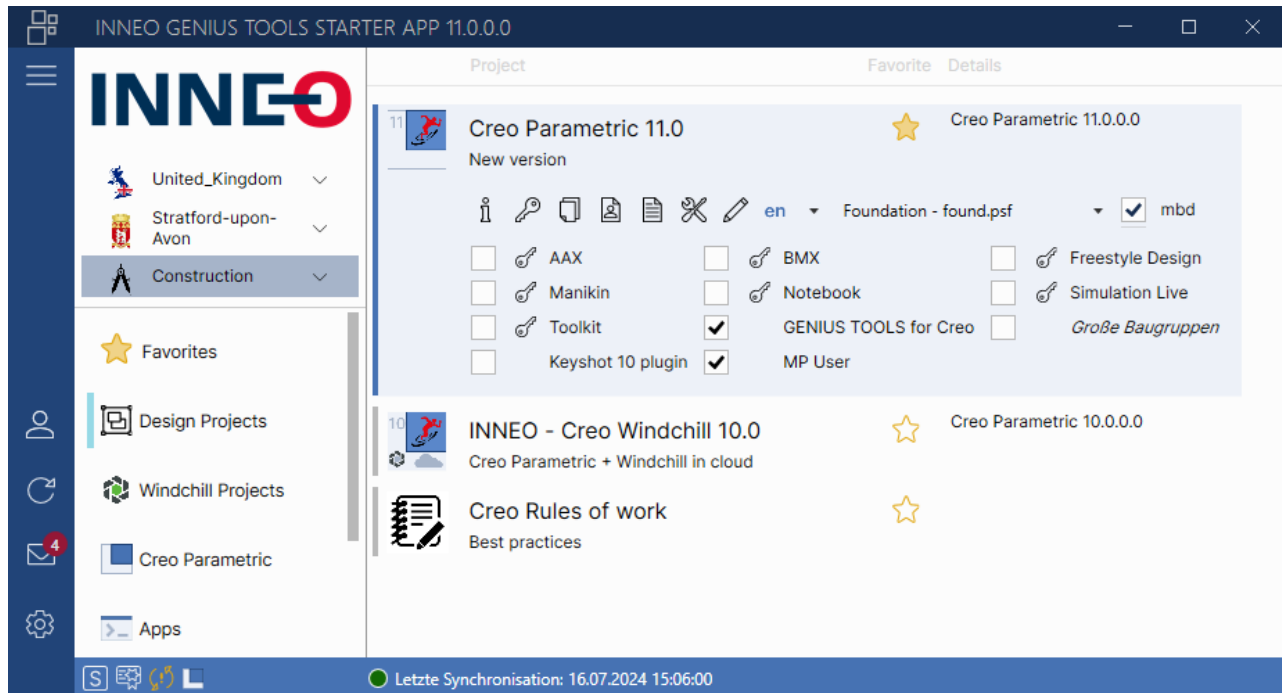 INNEO GENIUS TOOLS STARTER APP 11.0.0.0
INNEO
United_Kingdom
Stratford-upon-
Avon
Construction
Favorites
Design Projects
Windchill Projects
Creo Parametric
Apps
4
Project Favorite Details
11
Creo Parametric 11.0
New version
Creo Parametric 11.0.0.0
en Foundation - found.psf mbd
AAX BMX Freestyle Design
Manikin Notebook Simulation Live
Toolkit GENIUS TOOLS for Creo Große Baugruppen
Keyshot 10 plugin MP User
10
INNEO - Creo Windchill 10.0
Creo Parametric + Windchill in cloud
Creo Parametric 10.0.0.0
Creo Rules of work
Best practices
S
Letzte Synchronisation: 16.07.2024 15:06:00